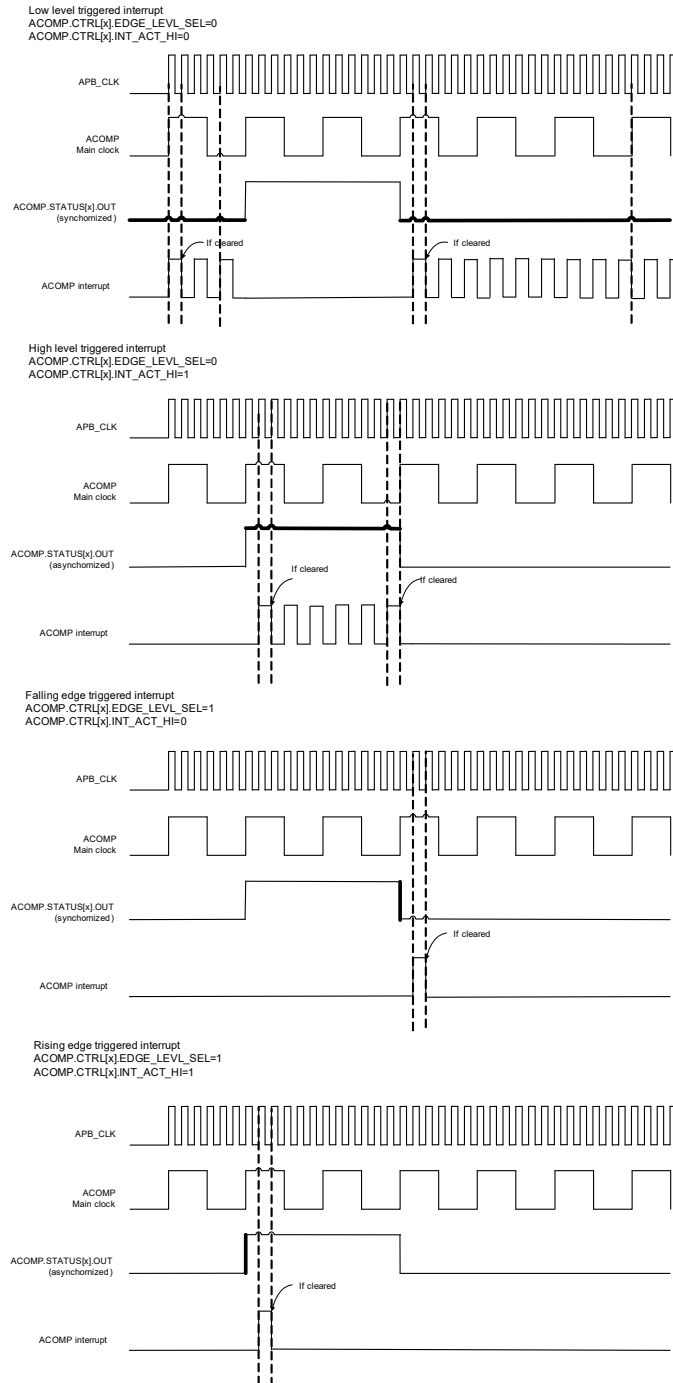 Low level triggered interrupt
ACOMP.CTRL[x].EDGE_LEVL_SEL=0
ACOMP.CTRL[x].INT_ACT_HI=0
APB_CLK
ACOMP
Main clock
ACOMP.STATUS[x].OUT
(synchornized)
If cleared
If cleared
ACOMP interrupt
High level triggered interrupt
ACOMP.CTRL[x].EDGE_LEVL_SEL=0
ACOMP.CTRL[x].INT_ACT_HI=1
APB_CLK
ACOMP
Main clock
ACOMP.STATUS[x].OUT
(asynchornized)
If cleared
If cleared
ACOMP interrupt
Falling edge triggered interrupt
ACOMP.CTRL[x].EDGE_LEVL_SEL=1
ACOMP.CTRL[x].INT_ACT_HI=0
APB_CLK
ACOMP
Main clock
ACOMP.STATUS[x].OUT
(synchornized)
If cleared
ACOMP interrupt
Rising edge triggered interrupt
ACOMP.CTRL[x].EDGE_LEVL_SEL=1
ACOMP.CTRL[x].INT_ACT_HI=1
APB_CLK
ACOMP
Main clock
ACOMP.STATUS[x].OUT
(asynchornized)
If cleared
ACOMP interrupt